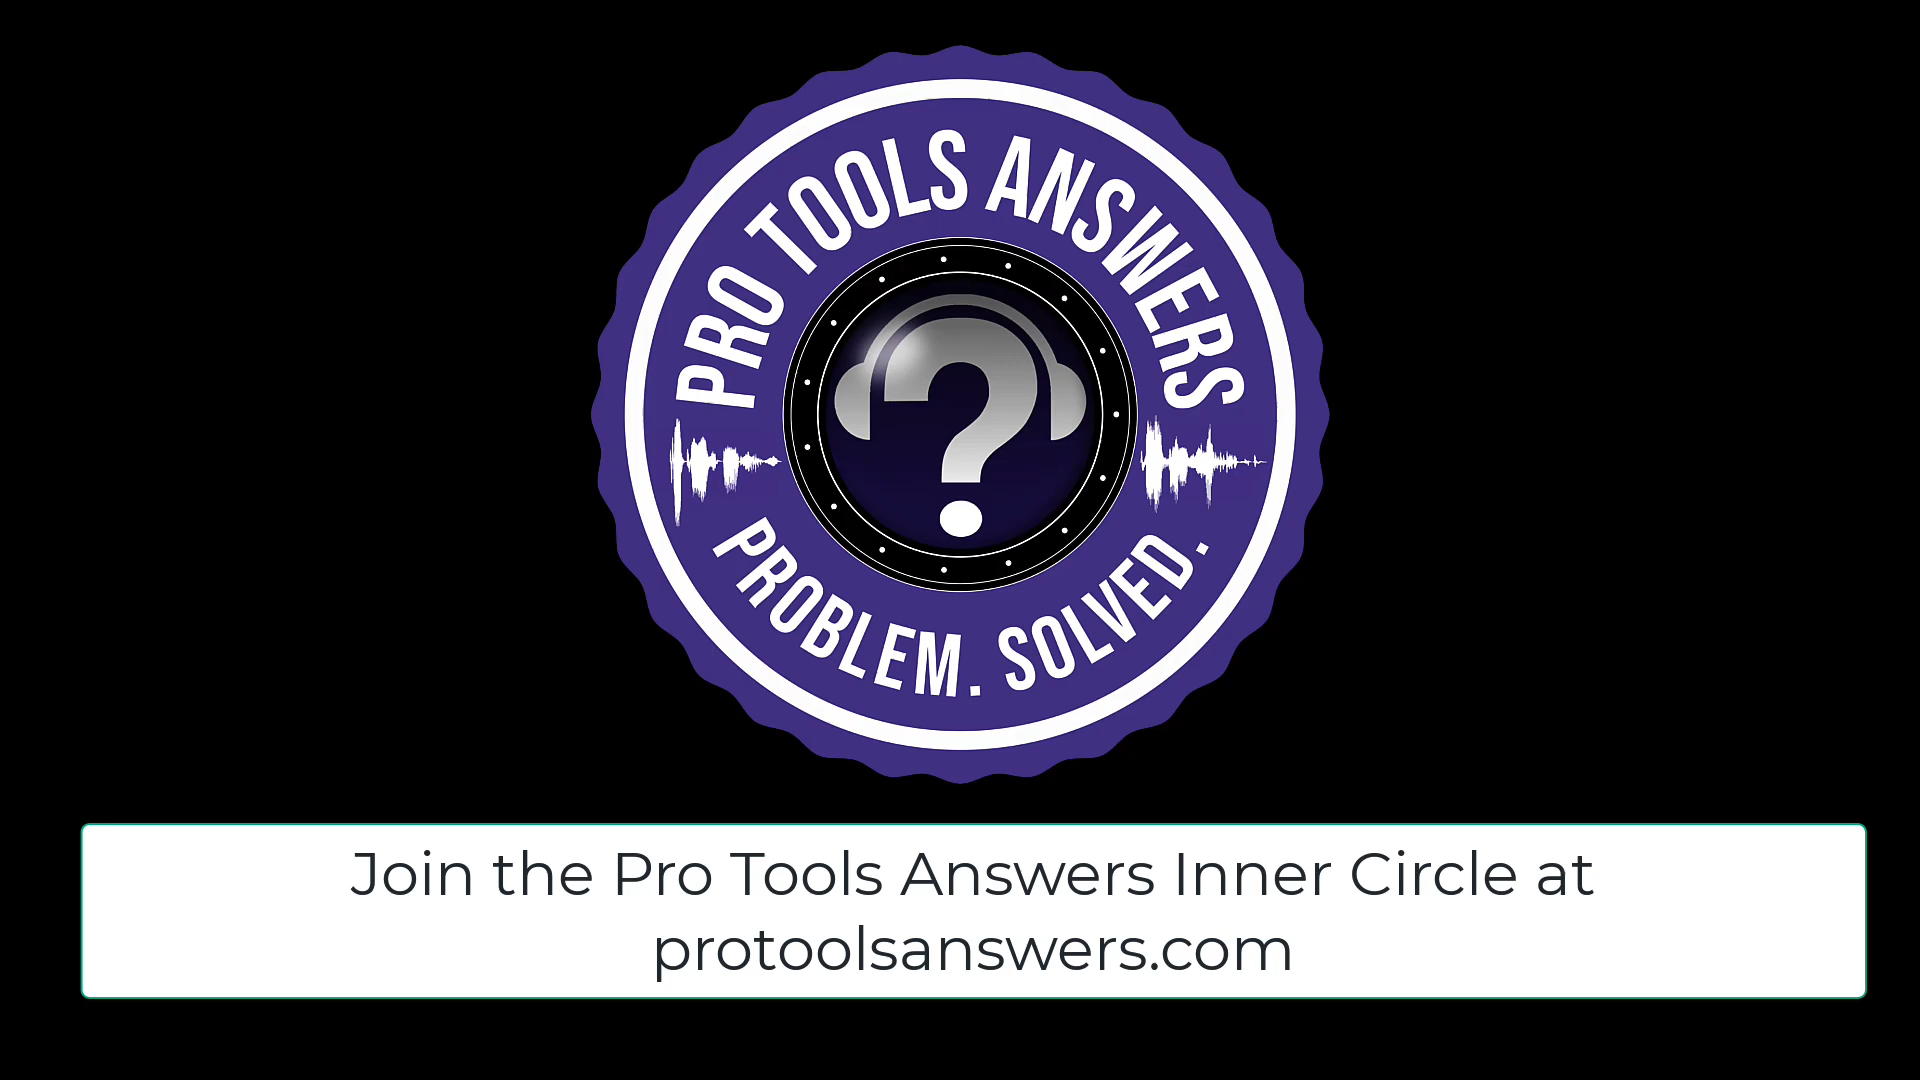 PRO TOOLS ANSWERS
?
PROBLEM. SOLVED.
Join the Pro Tools Answers Inner Circle at
protoolsanswers.com